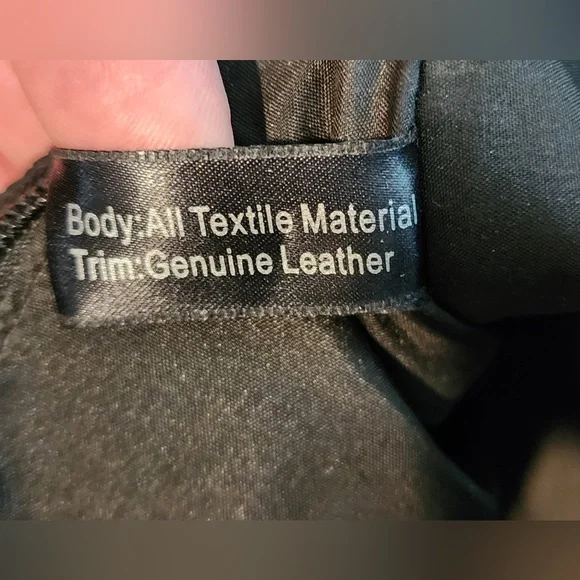 Body:All Textile Material
Trim:Genuine Leather